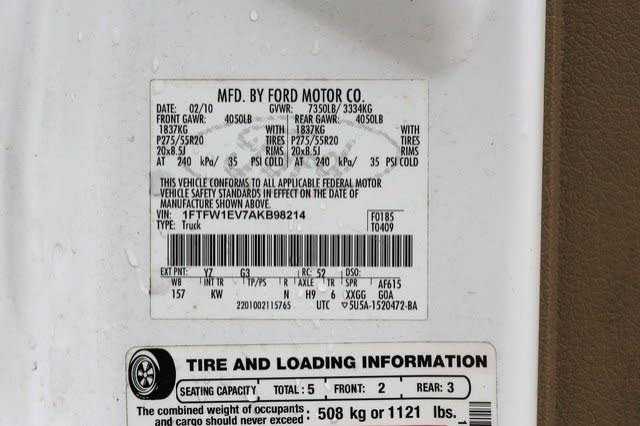 MFD. BY FORD MOTOR CO.
DATE: 02/10 GVWR: 7350LB/ 3334KG
FRONT GAWR: 4050LB REAR GAWR: 4050LB
1837KG WITH 1837KG WITH
P275/55R20 TIRES P275/55R20 TIRES
20x8.5J RIMS 20x8.5J RIMS
AT 240 kPa/ 35 PSI COLD AT 240 kPa/ 35 PSI COLD
THIS VEHICLE CONFORMS TO ALL APPLICABLE FEDERAL MOTOR
VEHICLE SAFETY STANDARDS IN EFFECT ON THE DATE OF
MANUFACTURE SHOWN ABOVE.
VIN: 1FTFW1EV7AKB98214 F0185
TYPE: Truck T0409
EXT PNT: YZ G3 RC: 52 DSO:
WB INT TR TP/PS R AXLE TR SPR AF615
157 KW N H9 6 XXGG GOA
2201002115765 UTC ▽5U5A-1520472-BA
TIRE AND LOADING INFORMATION
SEATING CAPACITY TOTAL: 5 FRONT: 2 REAR: 3
The combined weight of occupants
and cargo should never exceed : 508 kg or 1121 lbs.